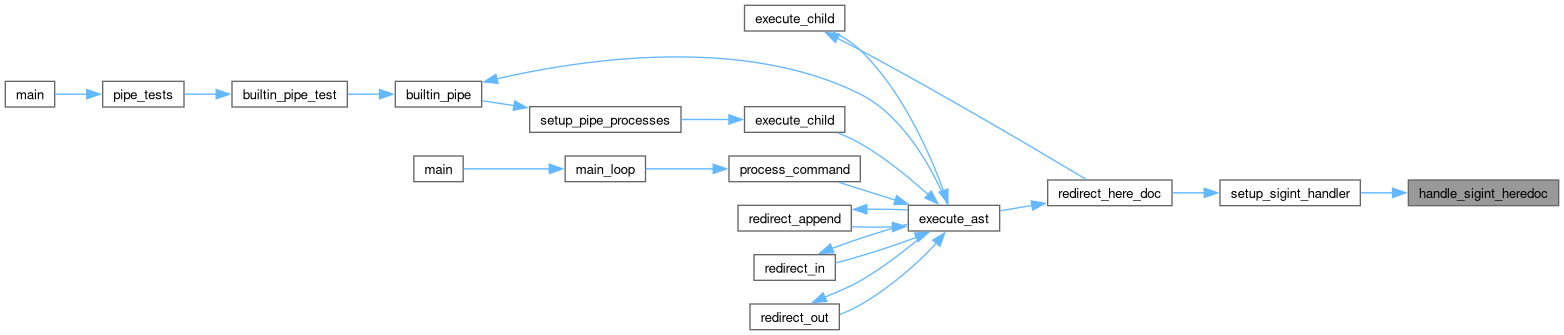 execute_child
main
pipe_tests
builtin_pipe_test
builtin_pipe
setup_pipe_processes
execute_child
main
main_loop
process_command
redirect_here_doc
setup_sigint_handler
handle_sigint_heredoc
redirect_append
execute_ast
redirect_in
redirect_out